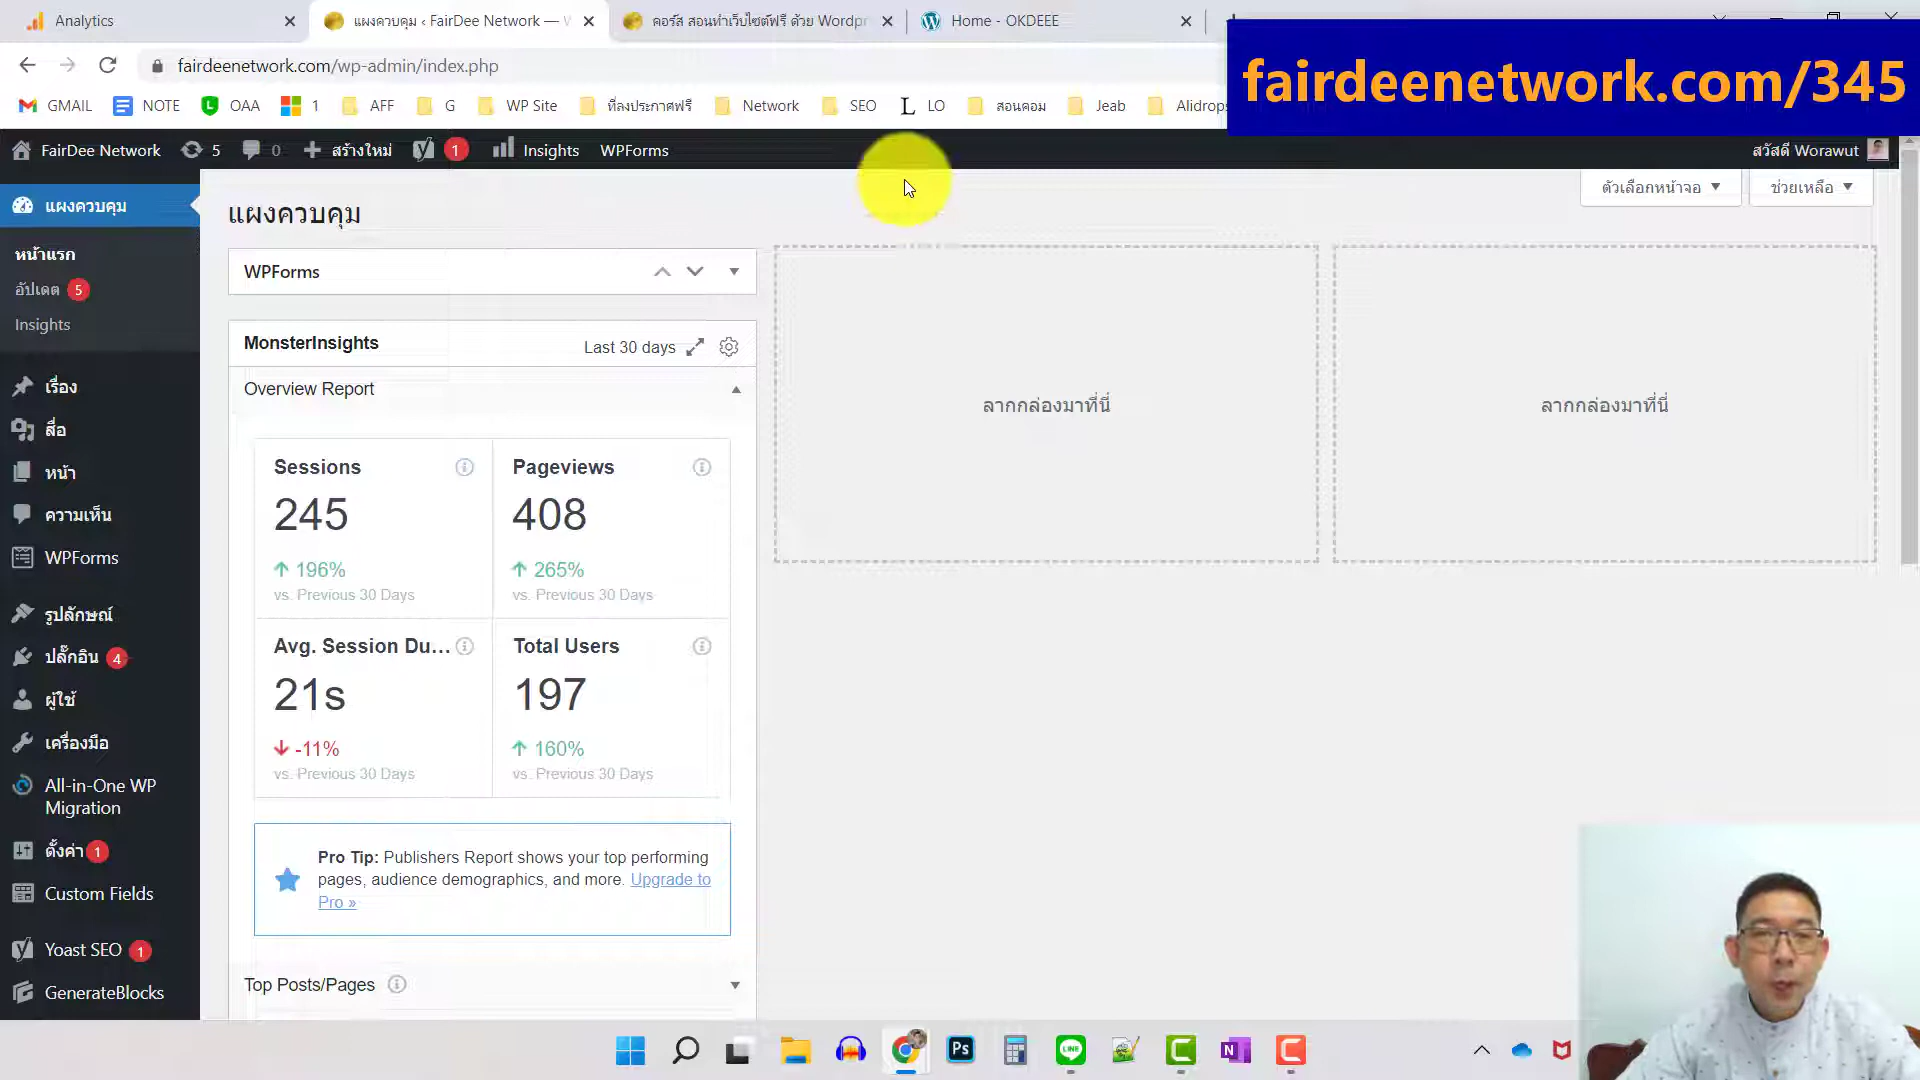 Analytics
แผงควบคุม ‹ FairDee Network — W
คอร์ส สอนทำเว็บไซต์ฟรี ด้วย Wordpr
Home - OKDEEE
fairdeenetwork.com/wp-admin/index.php
fairdeenetwork.com/345
GMAIL
NOTE
OAA
1
AFF
G
WP Site
ที่ลงประกาศฟรี
Network
SEO
LO
สอนคอม
Jeab
Alidrops
FairDee Network
5
0
สร้างใหม่
1
Insights
WPForms
สวัสดี Worawut
แผงควบคุม
หน้าแรก
อัปเดต 5
Insights
เรื่อง
สื่อ
หน้า
ความเห็น
WPForms
รูปลักษณ์
ปลั๊กอิน 4
ผู้ใช้
เครื่องมือ
All-in-One WP
Migration
ตั้งค่า 1
Custom Fields
Yoast SEO 1
GenerateBlocks
ตัวเลือกหน้าจอ
ช่วยเหลือ
แผงควบคุม
WPForms
MonsterInsights
Last 30 days
Overview Report
Sessions
245
196%
vs. Previous 30 Days
Pageviews
408
265%
vs. Previous 30 Days
Avg. Session Du...
21s
-11%
vs. Previous 30 Days
Total Users
197
160%
vs. Previous 30 Days
Pro Tip: Publishers Report shows your top performing
pages, audience demographics, and more. Upgrade to
Pro »
Top Posts/Pages
ลากกล่องมาที่นี่
ลากกล่องมาที่นี่
Ps
LINE
N